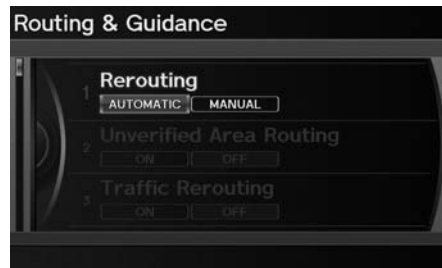 Routing & Guidance
1 Rerouting
AUTOMATIC MANUAL
2 Unverified Area Routing
ON OFF
3 Traffic Rerouting
ON OFF